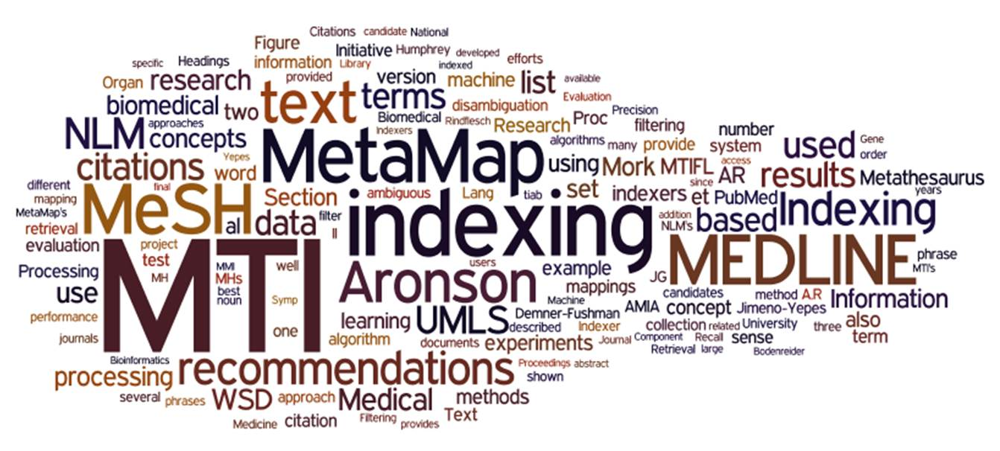 Citations candidate National
Figure Initiative Humphrey developed
specific Headings information Library indexed efforts
Organ research provided version machine list available
biomedical two text terms disambiguation Evaluation
NLM approaches Biomedical Rindflesch Research Proc Precision
concepts Indexers algorithms many provide filtering number
citations Yepes word MetaMap using Mork MTIFL system used Gene
order
access
different final since AR results Metathesaurus
mapping MeSH Section ambiguous Lang tiab set indexers et PubMed years
MetaMap's al data filter indexing addition based Indexing
retrieval II NLM's
evaluation project MEDLINE phrase
Processing test MMI well users example MTI's
MH MHs Aronson mappings JG
use MTI best Machine candidates method A.R Information
noun Symp UMLS Demner-Fushman AMIA concept Jimeno-Yepes
performance one learning described Indexer collection related University three also
journals algorithm documents experiments Journal Component Recall sense term
Retrieval large Bodenreider
Bioinformatics recommendations Proceedings abstract
processing shown
several phrases WSD approach Medical methods
Medicine citation Filtering provides Text